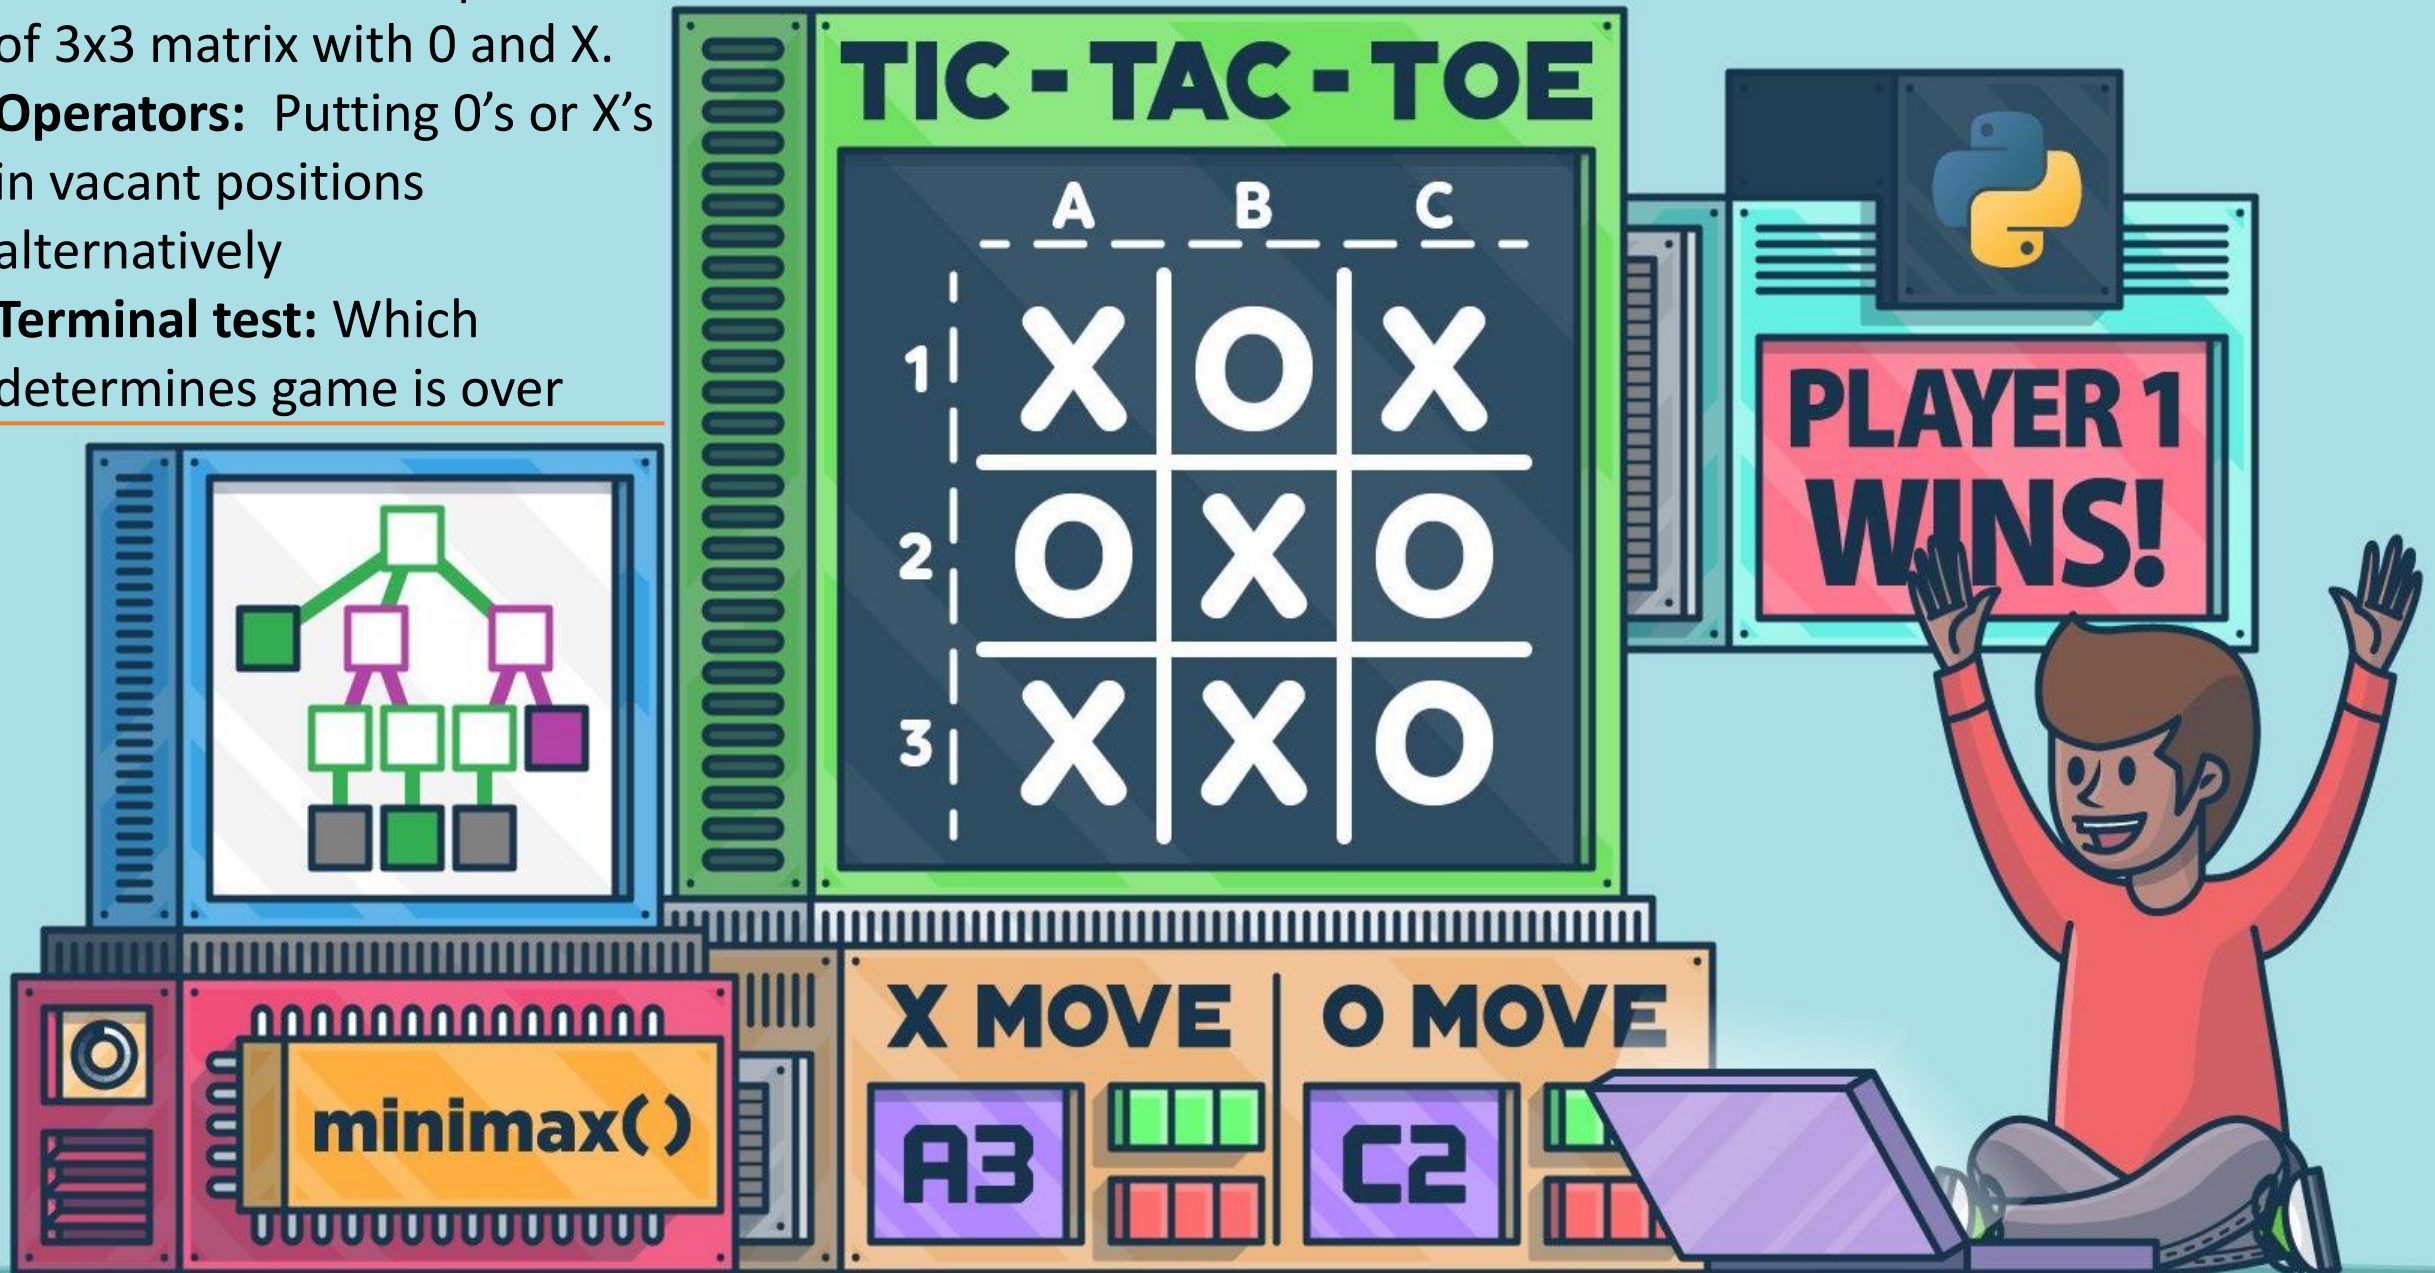 of 3x3 matrix with 0 and X.
Operators: Putting 0's or X's
in vacant positions
alternatively
Terminal test: Which
determines game is over
TIC - TAC - TOE
A B C
1 X O X
2 O X O
3 X X O
PLAYER 1
WINS!
minimax()
X MOVE
A3
O MOVE
C2